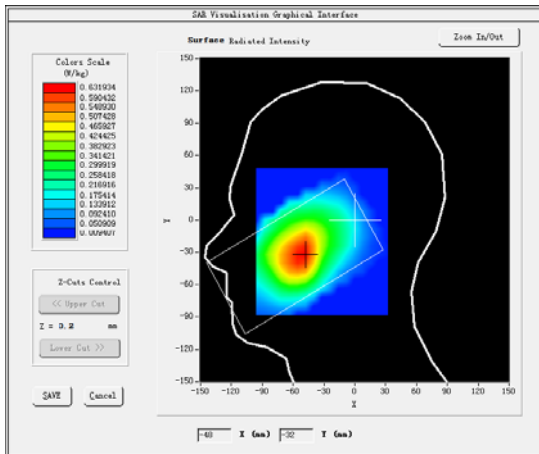 SAR Visualisation Graphical Interface
Surface Radiated Intensity
Zoom In/Out
Colors Scale
(W/kg)
0.631934
0.590432
0.548930
0.507428
0.465927
0.424425
0.382923
0.341421
0.299919
0.258418
0.216916
0.175414
0.133912
0.092410
0.050909
0.009407
Z-Cuts Control
<< Upper Cut
Z = 3.2 mm
Lower Cut >>
SAVE
Cancel
150
120
90
60
30
0
-30
-60
-90
-120
-150
Y
-150 -120 -90 -60 -30 0 30 60 90 120 150
X
-48 X (mm) -32 Y (mm)